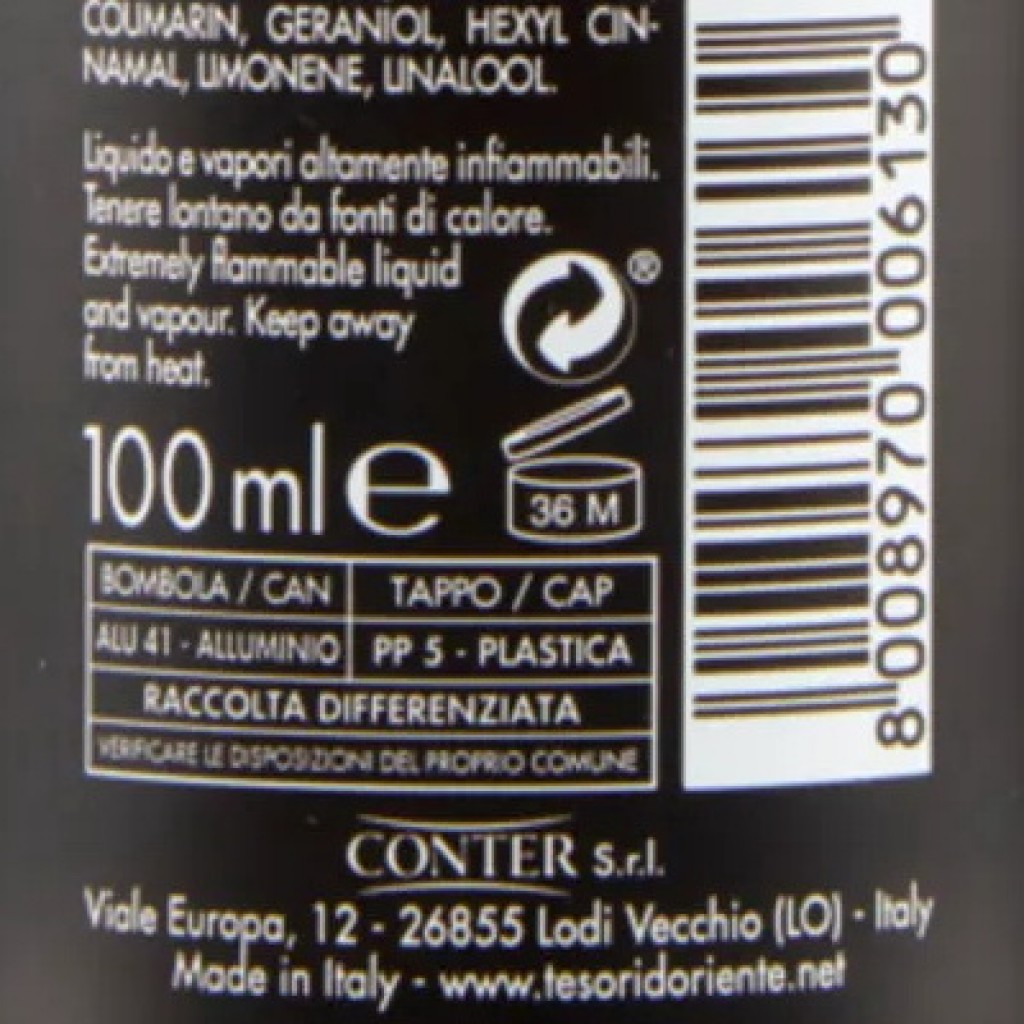 COUMARIN, GERANIOL, HEXYL CIN-
NAMAL, LIMONENE, LINALOOL.
Liquido e vapori altamente infiammabili.
Tenere lontano da fonti di calore.
Extremely flammable liquid
and vapour. Keep away
from heat.
®
100 ml e
36 M
BOMBOLA / CAN TAPPO / CAP
ALU 41 - ALLUMINIO PP 5 - PLASTICA
RACCOLTA DIFFERENZIATA
VERIFICARE LE DISPOSIZIONI DEL PROPRIO COMUNE
8 008970 006130
CONTER S.r.l.
Viale Europa, 12 - 26855 Lodi Vecchio (LO) - Italy
Made in Italy - www.tesoridoriente.net